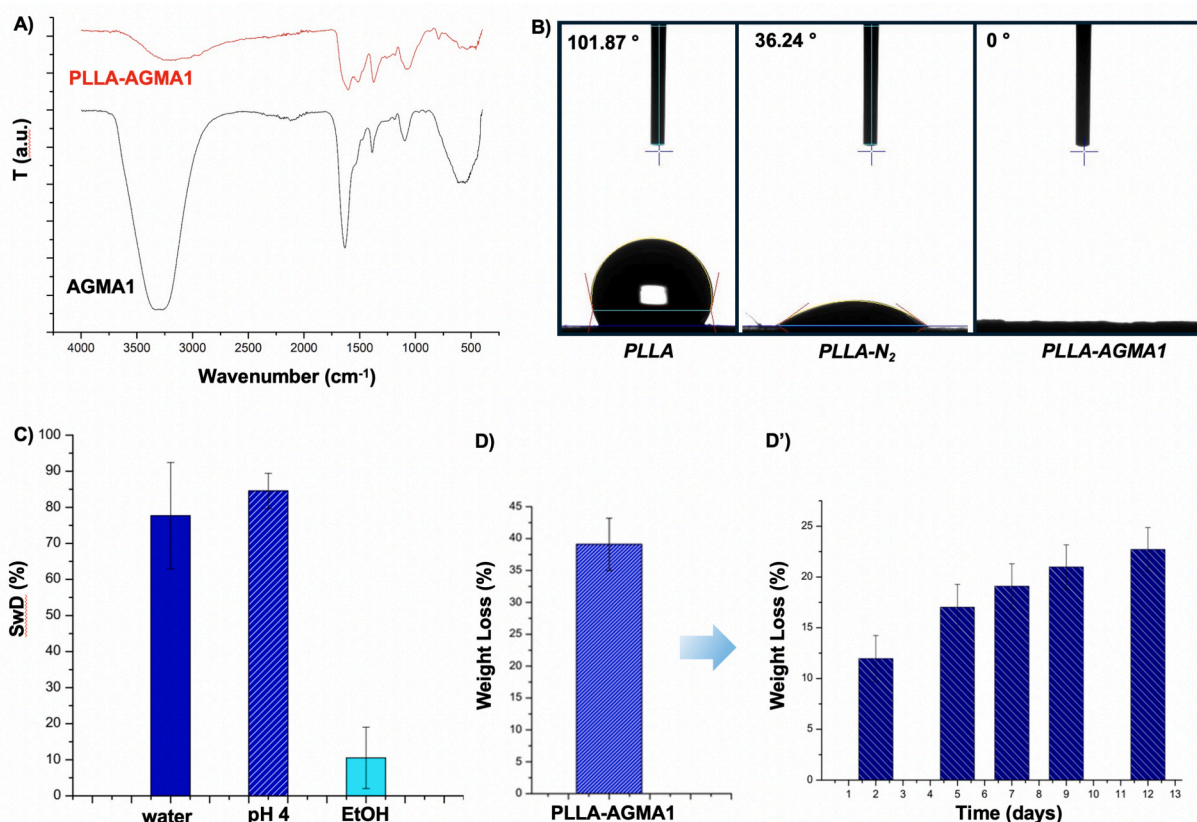 A)
PLLA-AGMA1
AGMA1
T (a.u.)
4000 3500 3000 2500 2000 1500 1000 500
Wavenumber (cm-1)
B)
101.87 °
36.24 °
0 °
PLLA
PLLA-N2
PLLA-AGMA1
C)
SwD (%)
100
90
80
70
60
50
40
30
20
10
0
water pH 4 EtOH
D)
Weight Loss (%)
45
40
35
30
25
20
15
10
5
0
PLLA-AGMA1
D’)
Weight Loss (%)
25
20
15
10
5
0
1 2 3 4 5 6 7 8 9 10 11 12 13
Time (days)